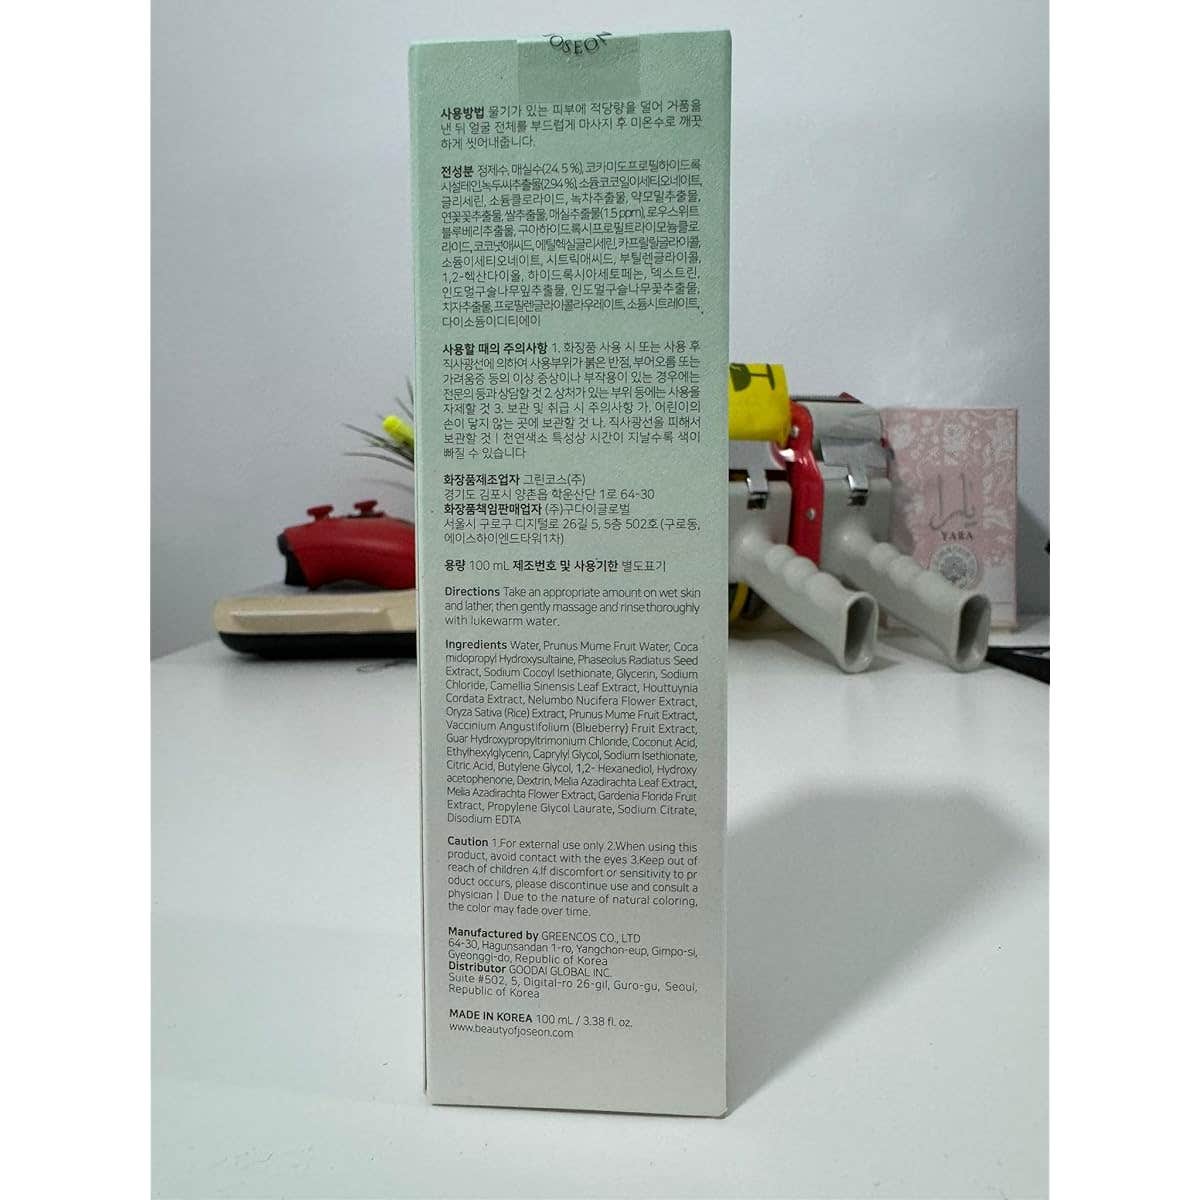 JOSEON
사용방법 물기가 있는 피부에 적당량을 덜어 거품을
낸 뒤 얼굴 전체를 부드럽게 마사지 후 미온수로 깨끗
하게 씻어내줍니다.
전성분 정제수, 매실수(24.5%), 코카미도프로필하이드록
시설테인,녹두씨추출물(2.94%),소듐코코일이세티오네이트,
글리세린, 소듐클로라이드, 녹차추출물, 약모밀추출물,
연꽃꽃추출물, 쌀추출물, 매실추출물(1.5 ppm), 로우스위트
블루베리추출물, 구아하이드록시프로필트라이모늄클로
라이드, 코코넛애씨드, 에틸헥실글리세린, 카프릴릴글라이콜,
소듐이세티오네이트, 시트릭애씨드, 부틸렌글라이콜,
1,2-헥산다이올, 하이드록시아세토페논, 덱스트린,
인도멀구슬나무잎추출물, 인도멀구슬나무꽃추출물,
치자추출물, 프로필렌글라이콜라우레이트, 소듐시트레이트,
다이소듐이디티에이
사용할 때의 주의사항 1. 화장품 사용 시 또는 사용 후
직사광선에 의하여 사용부위가 붉은 반점, 부어오름 또는
가려움증 등의 이상 증상이나 부작용이 있는 경우에는
전문의 등과 상담할 것 2. 상처가 있는 부위 등에는 사용을
자제할 것 3. 보관 및 취급 시 주의사항 가. 어린이의
손이 닿지 않는 곳에 보관할 것 나. 직사광선을 피해서
보관할 것 | 천연색소 특성상 시간이 지날수록 색이
빠질 수 있습니다
화장품제조업자 그린코스(주)
경기도 김포시 양촌읍 학운산단 1로 64-30
화장품책임판매업자 (주)구다이글로벌
서울시 구로구 디지털로 26길 5, 5층 502호 (구로동,
에이스하이엔드타워1차)
용량 100 mL 제조번호 및 사용기한 별도표기
Directions Take an appropriate amount on wet skin
and lather, then gently massage and rinse thoroughly
with lukewarm water.
Ingredients Water, Prunus Mume Fruit Water, Coca
midopropyl Hydroxysultaine, Phaseolus Radiatus Seed
Extract, Sodium Cocoyl Isethionate, Glycerin, Sodium
Chloride, Camellia Sinensis Leaf Extract, Houttuynia
Cordata Extract, Nelumbo Nucifera Flower Extract,
Oryza Sativa (Rice) Extract, Prunus Mume Fruit Extract,
Vaccinium Angustifolium (Blueberry) Fruit Extract,
Guar Hydroxypropyltrimonium Chloride, Coconut Acid,
Ethylhexylglycerin, Caprylyl Glycol, Sodium Isethionate,
Citric Acid, Butylene Glycol, 1,2- Hexanediol, Hydroxy
acetophenone, Dextrin, Melia Azadirachta Leaf Extract,
Melia Azadirachta Flower Extract, Gardenia Florida Fruit
Extract, Propylene Glycol Laurate, Sodium Citrate,
Disodium EDTA
Caution 1.For external use only 2.When using this
product, avoid contact with the eyes 3.Keep out of
reach of children 4.If discomfort or sensitivity to pr
oduct occurs, please discontinue use and consult a
physician | Due to the nature of natural coloring,
the color may fade over time.
Manufactured by GREENCOS CO., LTD
64-30, Hagunsandan 1-ro, Yangchon-eup, Gimpo-si,
Gyeonggi-do, Republic of Korea
Distributor GOODAI GLOBAL INC.
Suite #502, 5, Digital-ro 26-gil, Guro-gu, Seoul,
Republic of Korea
MADE IN KOREA 100 mL / 3.38 fl. oz.
www.beautyofjoseon.com
يارا
YARA